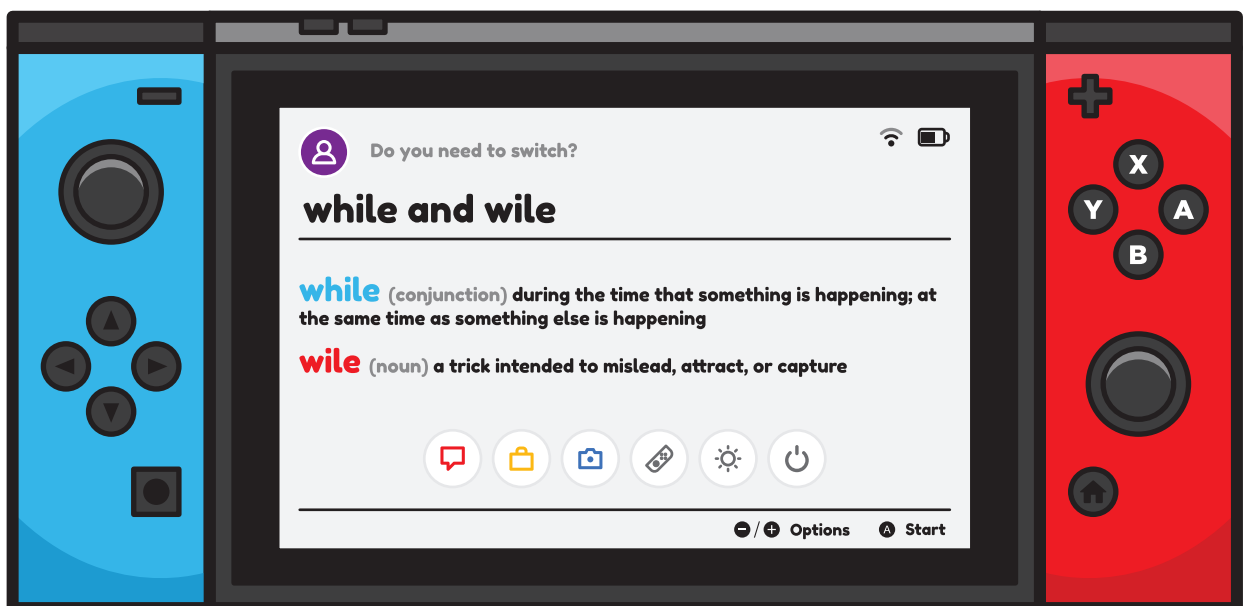 Do you need to switch?
while and wile
while (conjunction) during the time that something is happening; at
the same time as something else is happening
wile (noun) a trick intended to mislead, attract, or capture
X
Y A
B
-/+ Options A Start